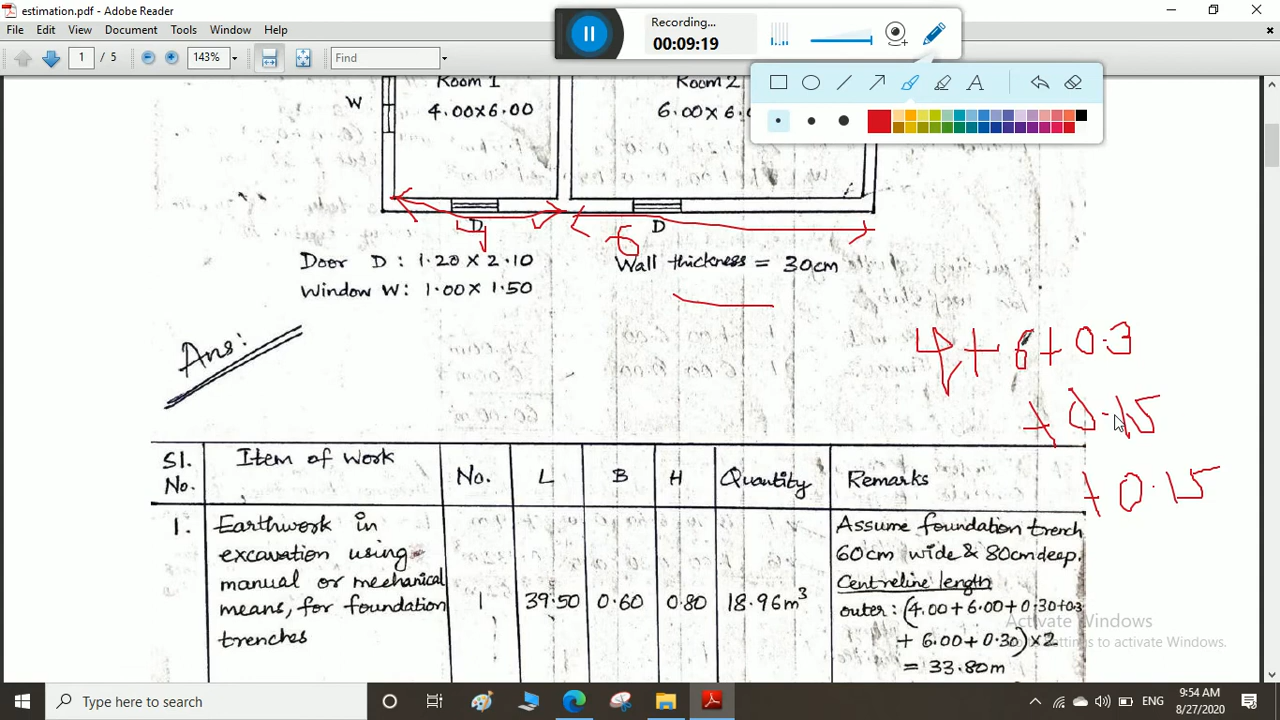 estimation.pdf - Adobe Reader
Recording...
00:09:19
File Edit View Document Tools Window Help
1 / 5 143% Find
Room 1 Room 2
W 4.00x6.00 6.00x6.
D D
4 6
Door D : 1.20 x 2.10 Wall thickness = 30cm
Window W: 1.00 x 1.50
Ans:
4 + 6 + 0.3
+ 0.15
+ 0.15
Sl. No. Item of Work No. L B H Quantity Remarks
1. Earthwork in excavation using manual or mechanical means, for foundation trenches 1 39.50 0.60 0.80 18.96m³
Assume foundation trench
60cm wide & 80cm deep.
Centreline length
outer : (4.00+6.00+0.30+0.3
+ 6.00+0.30)x2
= 33.80m
Activate Windows
Settings to activate Windows.
Type here to search
ENG
9:54 AM
8/27/2020